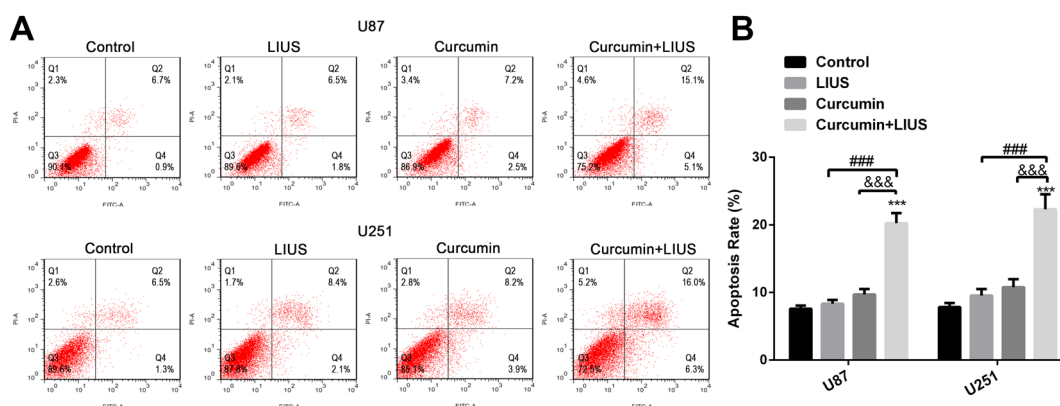 A
U87
Control
LIUS
Curcumin
Curcumin+LIUS
Q1 2.3%
Q2 6.7%
Q3 90.1%
Q4 0.9%
Q1 2.1%
Q2 6.5%
Q3 89.6%
Q4 1.8%
Q1 3.4%
Q2 7.2%
Q3 86.9%
Q4 2.5%
Q1 4.6%
Q2 15.1%
Q3 75.2%
Q4 5.1%
PI-A
FITC-A
U251
Control
LIUS
Curcumin
Curcumin+LIUS
Q1 2.6%
Q2 6.5%
Q3 89.6%
Q4 1.3%
Q1 1.7%
Q2 8.4%
Q3 87.8%
Q4 2.1%
Q1 2.8%
Q2 8.2%
Q3 85.1%
Q4 3.9%
Q1 5.2%
Q2 16.0%
Q3 72.5%
Q4 6.3%
PI-A
FITC-A
B
Control
LIUS
Curcumin
Curcumin+LIUS
Apoptosis Rate (%)
30
20
10
0
###
&&&
***
###
&&&
***
U87
U251